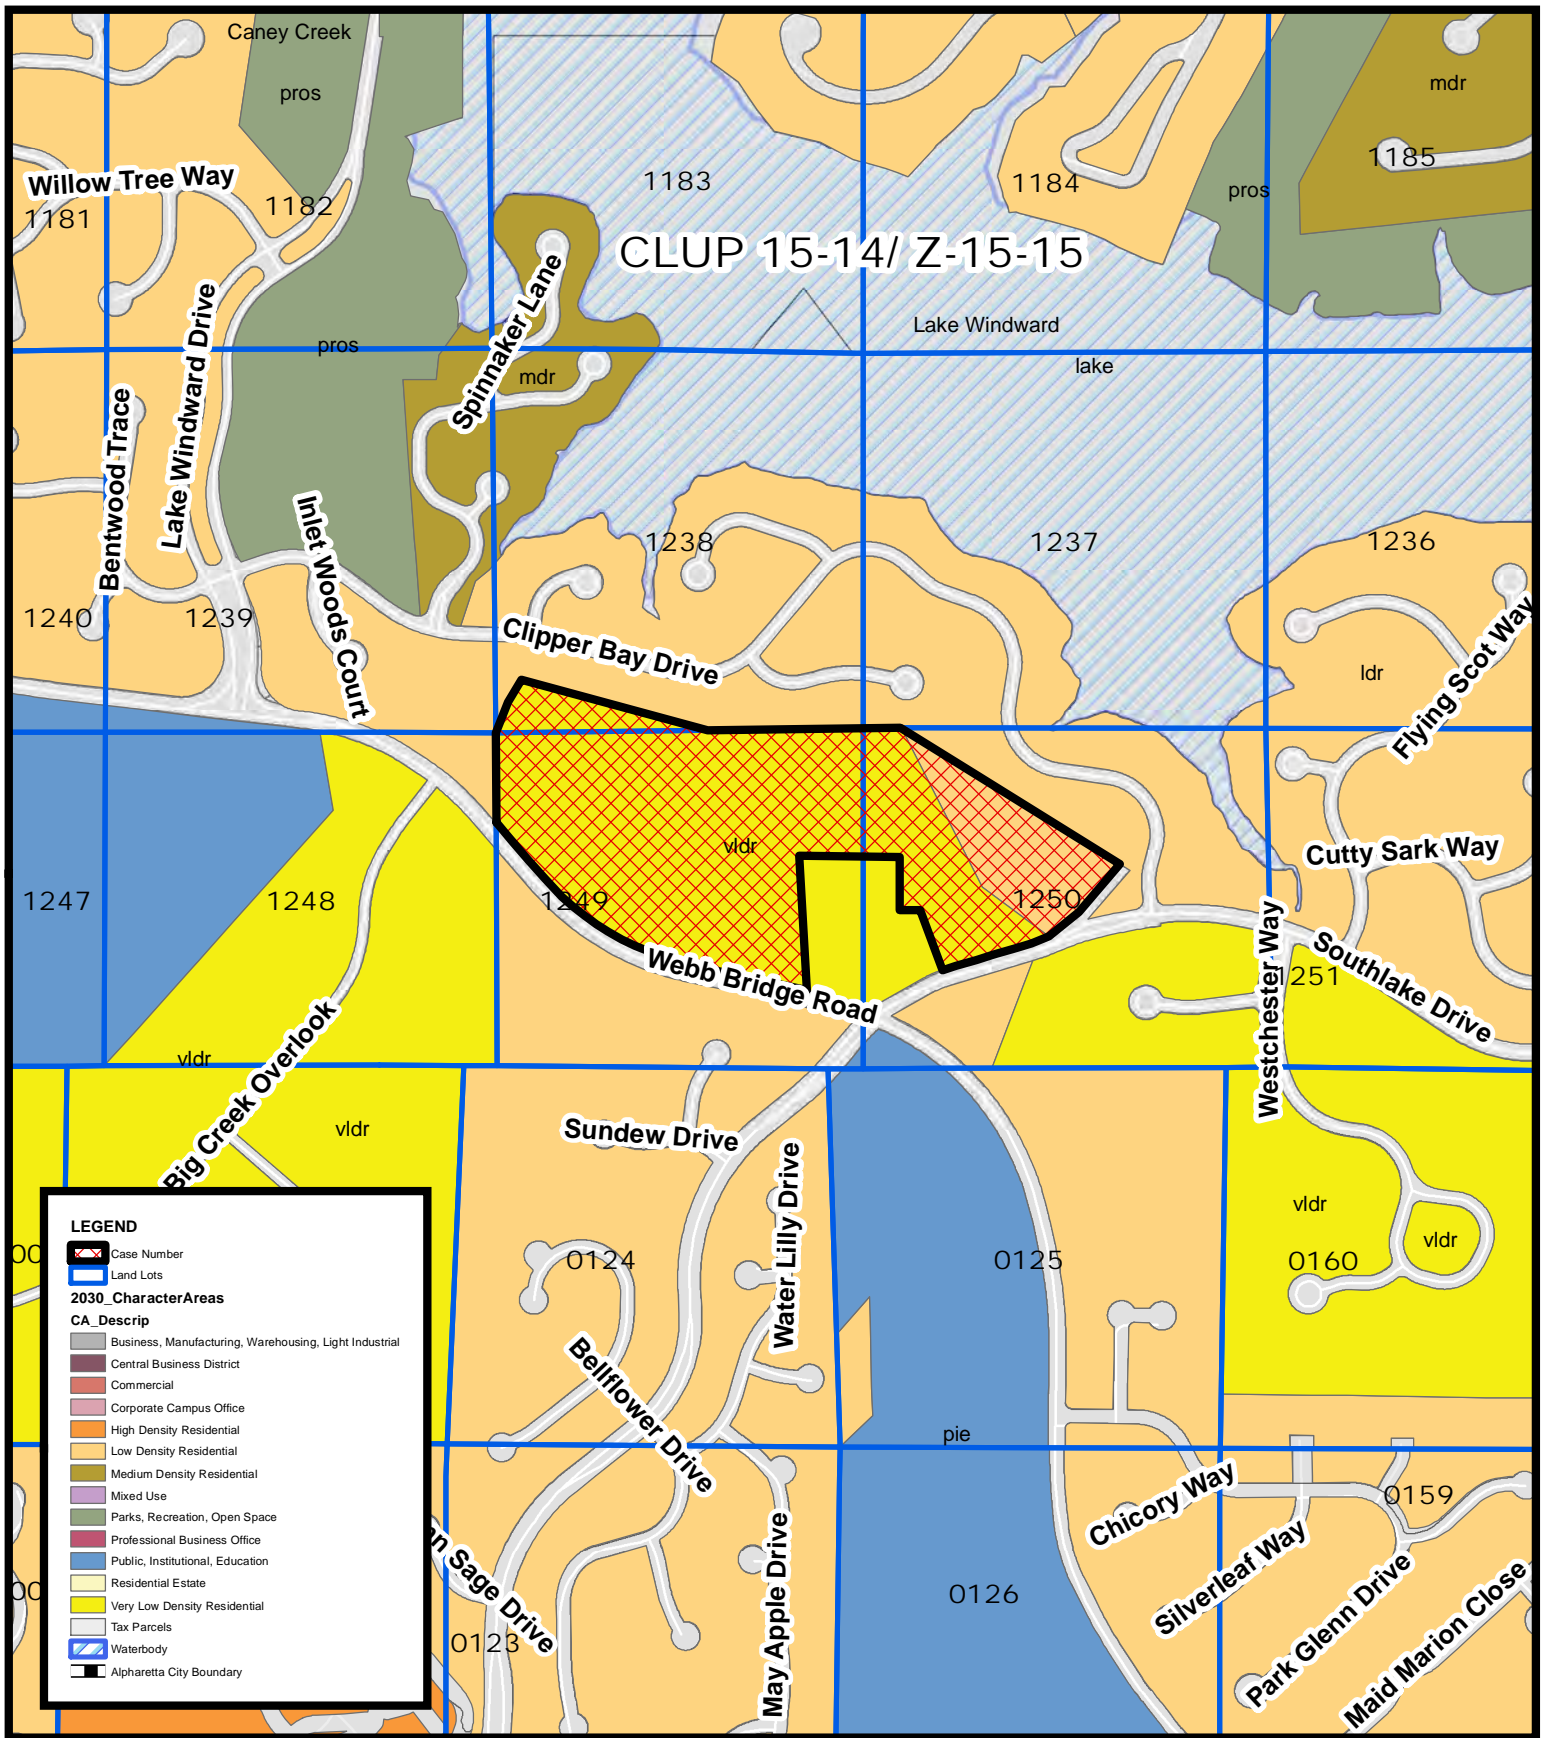 Caney Creek
pros
mdr
1185
Willow Tree Way
1181
1182
1183
1184
pros
CLUP 15-14/ Z-15-15
Spinnaker Lane
Lake Windward Drive
Lake Windward
pros
lake
mdr
Bentwood Trace
Inlet Woods Court
1238
1237
1236
1240
1239
Clipper Bay Drive
ldr
Flying Scot Way
vldr
Cutty Sark Way
1247
1248
1249
1250
Webb Bridge Road
Westchester Way
1251
Southlake Drive
vldr
Big Creek Overlook
vldr
Sundew Drive
Water Lilly Drive
vldr
vldr
00
0124
0125
0160
Bellflower Drive
pie
Chicory Way
0159
Silverleaf Way
Park Glenn Drive
Maid Marion Close
May Apple Drive
0126
00
Sage Drive
0123
LEGEND
Case Number
Land Lots
2030_CharacterAreas
CA_Descrip
Business, Manufacturing, Warehousing, Light Industrial
Central Business District
Commercial
Corporate Campus Office
High Density Residential
Low Density Residential
Medium Density Residential
Mixed Use
Parks, Recreation, Open Space
Professional Business Office
Public, Institutional, Education
Residential Estate
Very Low Density Residential
Tax Parcels
Waterbody
Alpharetta City Boundary